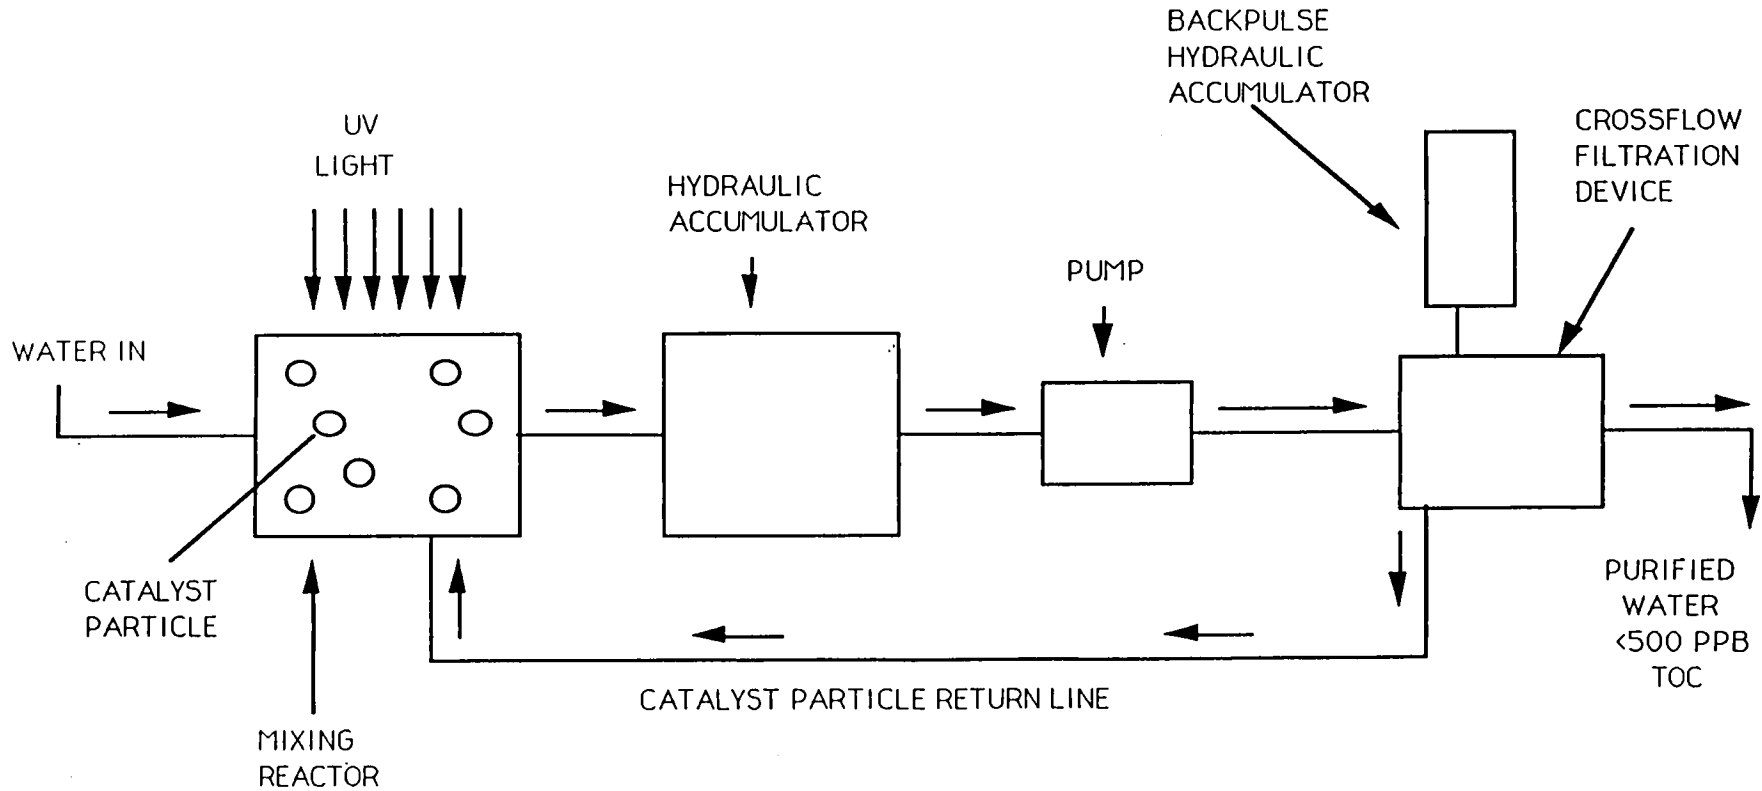 BACKPULSE
HYDRAULIC
ACCUMULATOR
CROSSFLOW
FILTRATION
DEVICE
UV
LIGHT
HYDRAULIC
ACCUMULATOR
PUMP
WATER IN
CATALYST
PARTICLE
PURIFIED
WATER
<500 PPB
TOC
CATALYST PARTICLE RETURN LINE
MIXING
REACTOR